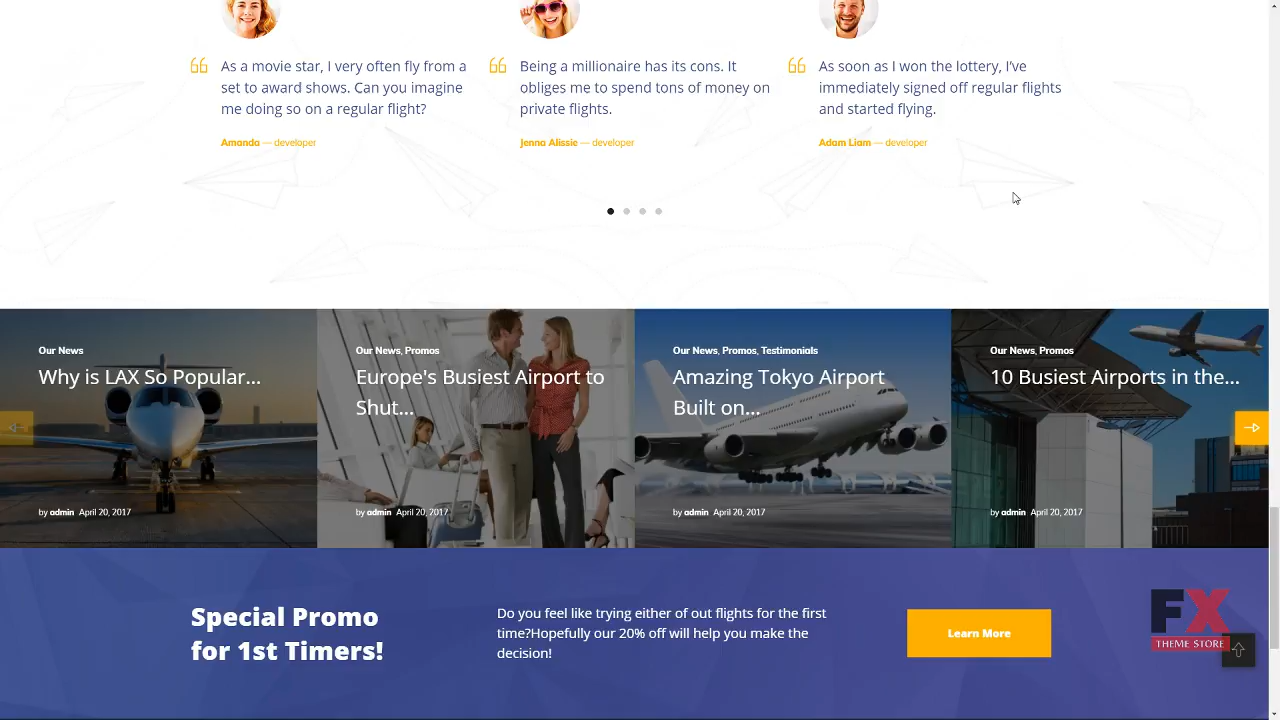 As a movie star, I very often fly from a
set to award shows. Can you imagine
me doing so on a regular flight?
Amanda — developer
Being a millionaire has its cons. It
obliges me to spend tons of money on
private flights.
Jenna Alissie — developer
As soon as I won the lottery, I've
immediately signed off regular flights
and started flying.
Adam Liam — developer
Our News
Why is LAX So Popular...
by admin April 20, 2017
Our News, Promos
Europe's Busiest Airport to
Shut...
by admin April 20, 2017
Our News, Promos, Testimonials
Amazing Tokyo Airport
Built on...
by admin April 20, 2017
Our News, Promos
10 Busiest Airports in the...
by admin April 20, 2017
Special Promo
for 1st Timers!
Do you feel like trying either of out flights for the first
time?Hopefully our 20% off will help you make the
decision!
Learn More
FX
THEME STORE